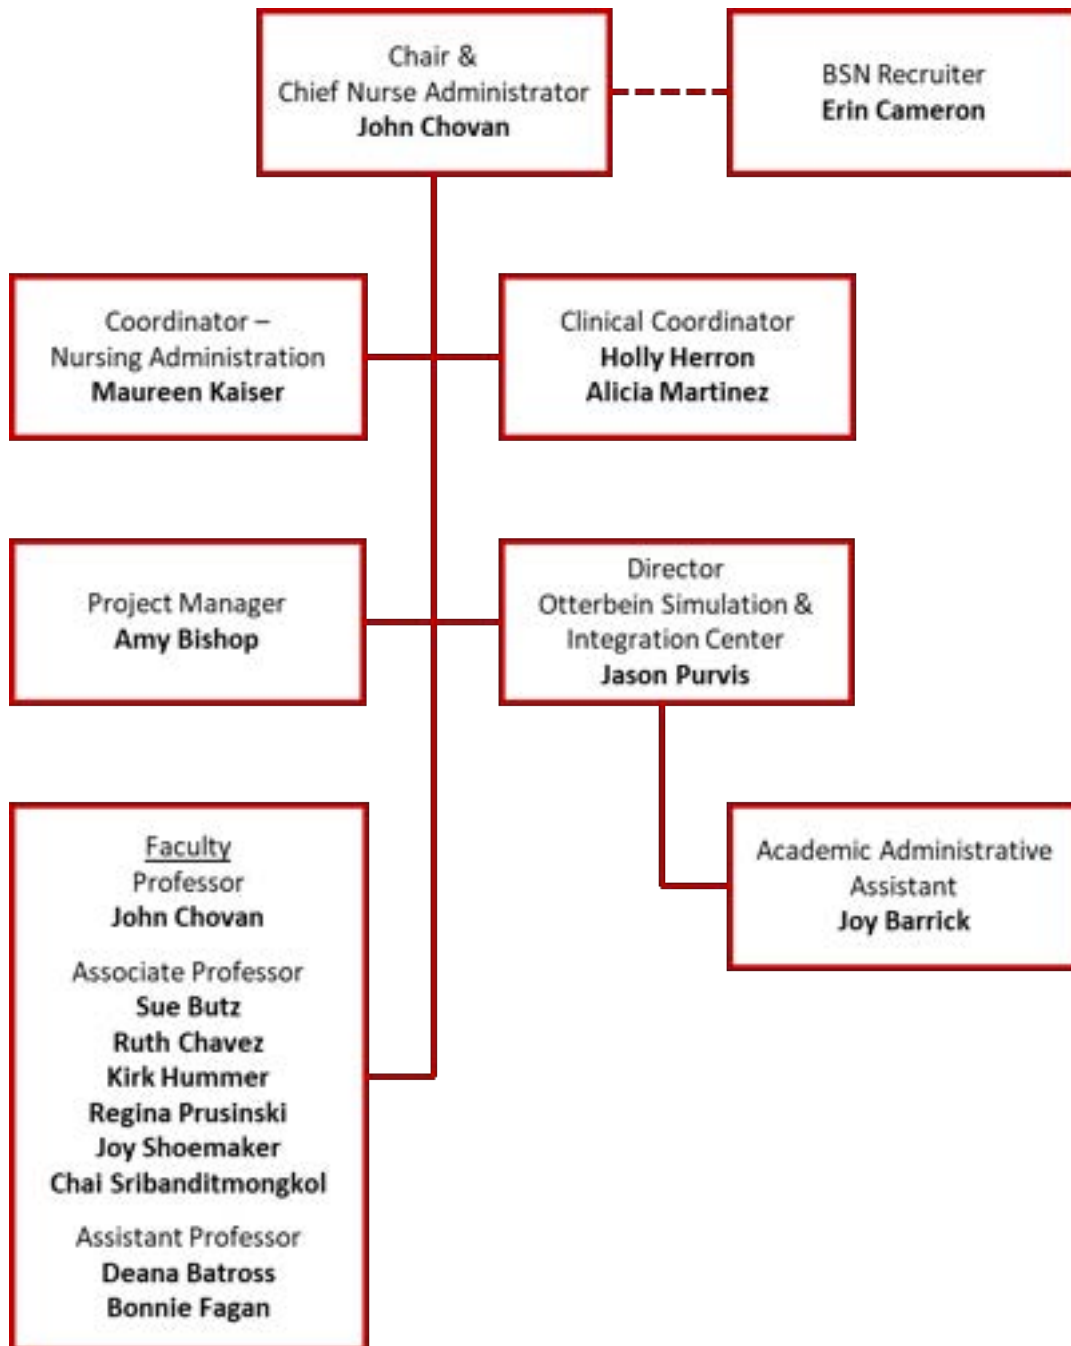 Chair &
Chief Nurse Administrator
John Chovan
BSN Recruiter
Erin Cameron
Coordinator –
Nursing Administration
Maureen Kaiser
Clinical Coordinator
Holly Herron
Alicia Martinez
Project Manager
Amy Bishop
Director
Otterbein Simulation &
Integration Center
Jason Purvis
Faculty
Professor
John Chovan
Associate Professor
Sue Butz
Ruth Chavez
Kirk Hummer
Regina Prusinski
Joy Shoemaker
Chai Sribanditmongkol
Assistant Professor
Deana Batross
Bonnie Fagan
Academic Administrative
Assistant
Joy Barrick